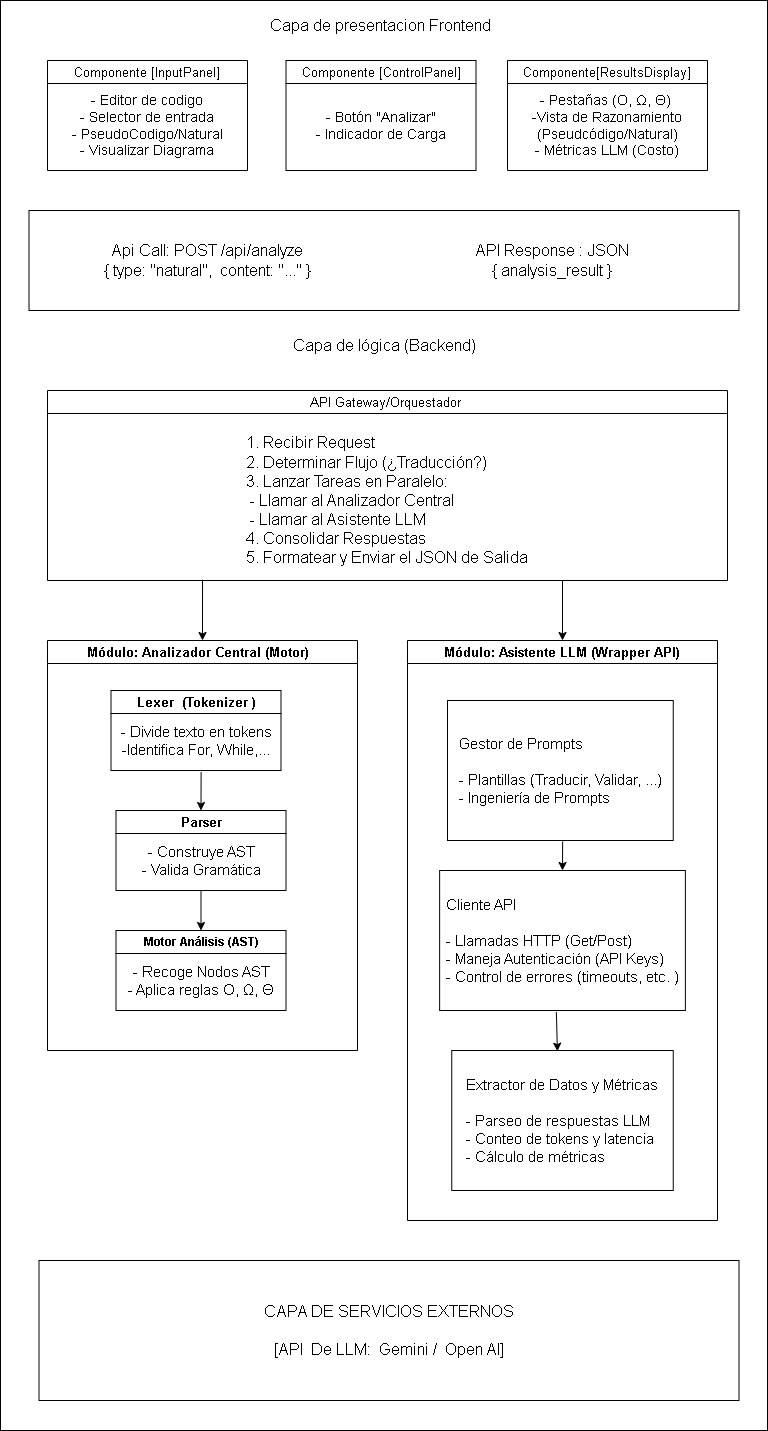 Capa de presentacion Frontend
Componente [InputPanel]
- Editor de codigo
- Selector de entrada
- PseudoCodigo/Natural
- Visualizar Diagrama
Componente [ControlPanel]
- Botón "Analizar"
- Indicador de Carga
Componente[ResultsDisplay]
- Pestañas (O, Ω, Θ)
-Vista de Razonamiento
(Pseudcódigo/Natural)
- Métricas LLM (Costo)
Api Call: POST /api/analyze
{ type: "natural", content: "..." }
API Response : JSON
{ analysis_result }
Capa de lógica (Backend)
API Gateway/Orquestador
1. Recibir Request
2. Determinar Flujo (¿Traducción?)
3. Lanzar Tareas en Paralelo:
- Llamar al Analizador Central
- Llamar al Asistente LLM
4. Consolidar Respuestas
5. Formatear y Enviar el JSON de Salida
Módulo: Analizador Central (Motor)
Lexer (Tokenizer )
- Divide texto en tokens
-Identifica For, While,...
Parser
- Construye AST
- Valida Gramática
Motor Análisis (AST)
- Recoge Nodos AST
- Aplica reglas O, Ω, Θ
Módulo: Asistente LLM (Wrapper API)
Gestor de Prompts
- Plantillas (Traducir, Validar, ...)
- Ingeniería de Prompts
Cliente API
- Llamadas HTTP (Get/Post)
- Maneja Autenticación (API Keys)
- Control de errores (timeouts, etc. )
Extractor de Datos y Métricas
- Parseo de respuestas LLM
- Conteo de tokens y latencia
- Cálculo de métricas
CAPA DE SERVICIOS EXTERNOS
[API De LLM: Gemini / Open AI]